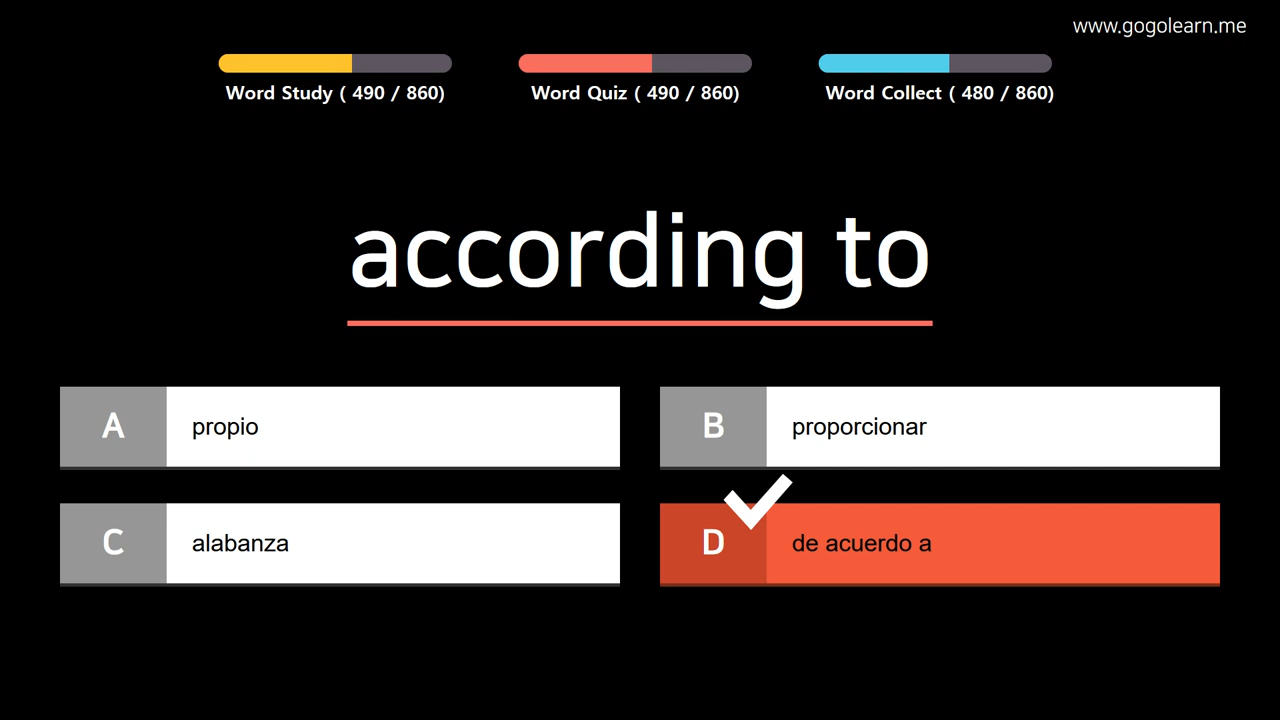 www.gogolearn.me
Word Study ( 490 / 860)
Word Quiz ( 490 / 860)
Word Collect ( 480 / 860)
according to
A propio
B proporcionar
C alabanza
D de acuerdo a